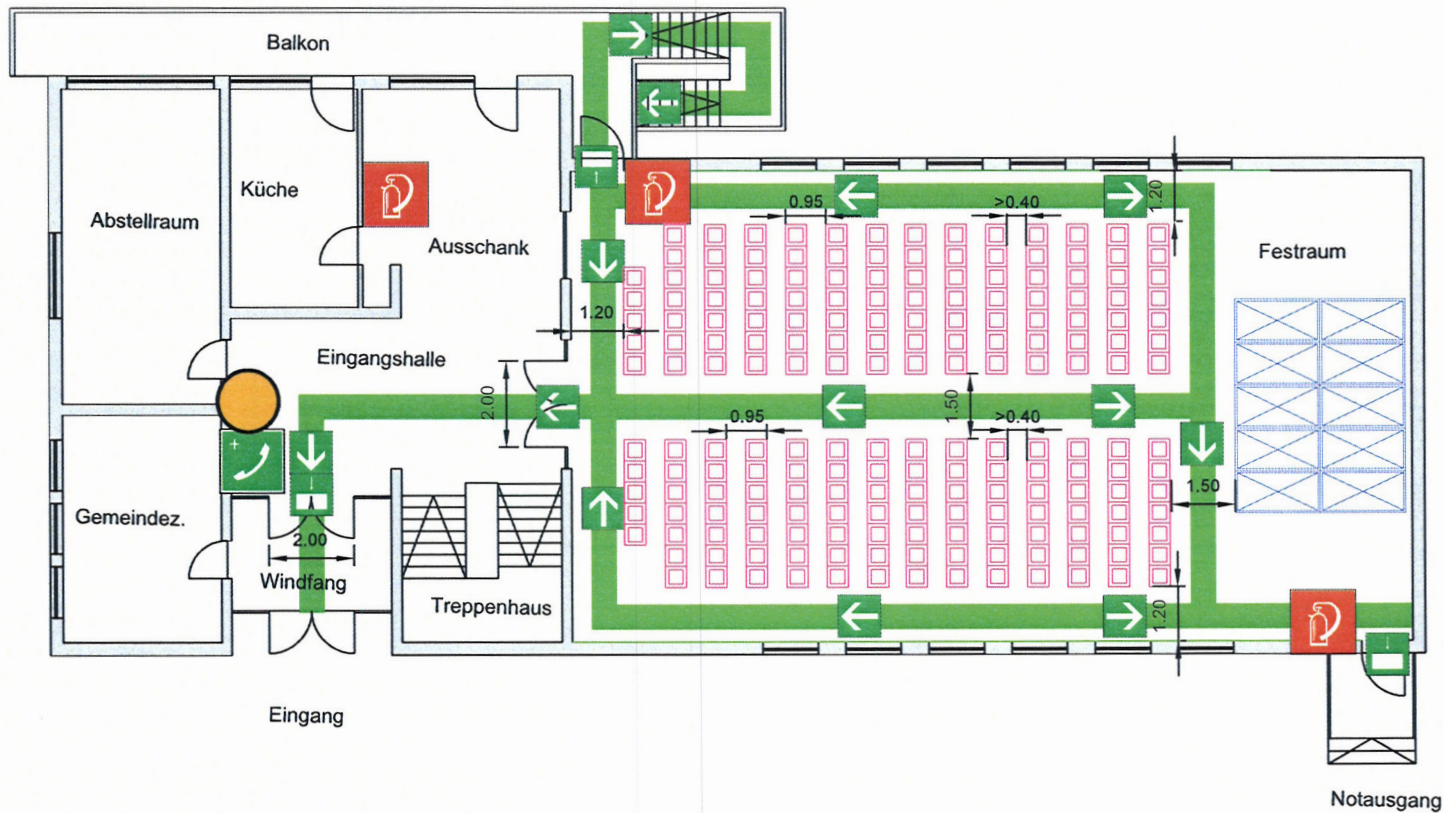 Balkon
Küche
Abstellraum
Ausschank
0.95
>0.40
1.20
Festraum
1.20
Eingangshalle
2.00
1.50
0.95
>0.40
1.50
Gemeindez.
2.00
Windfang
Treppenhaus
1.20
Eingang
Notausgang